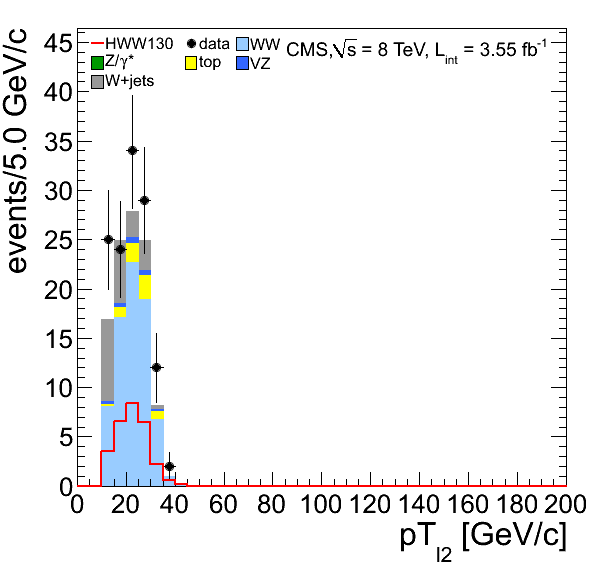 HWW130 data WW CMS,√s = 8 TeV, L_int = 3.55 fb⁻¹
Z/γ* top VZ
W+jets
events/5.0 GeV/c
45
40
35
30
25
20
15
10
5
0
0 20 40 60 80 100 120 140 160 180 200
pT_l2 [GeV/c]